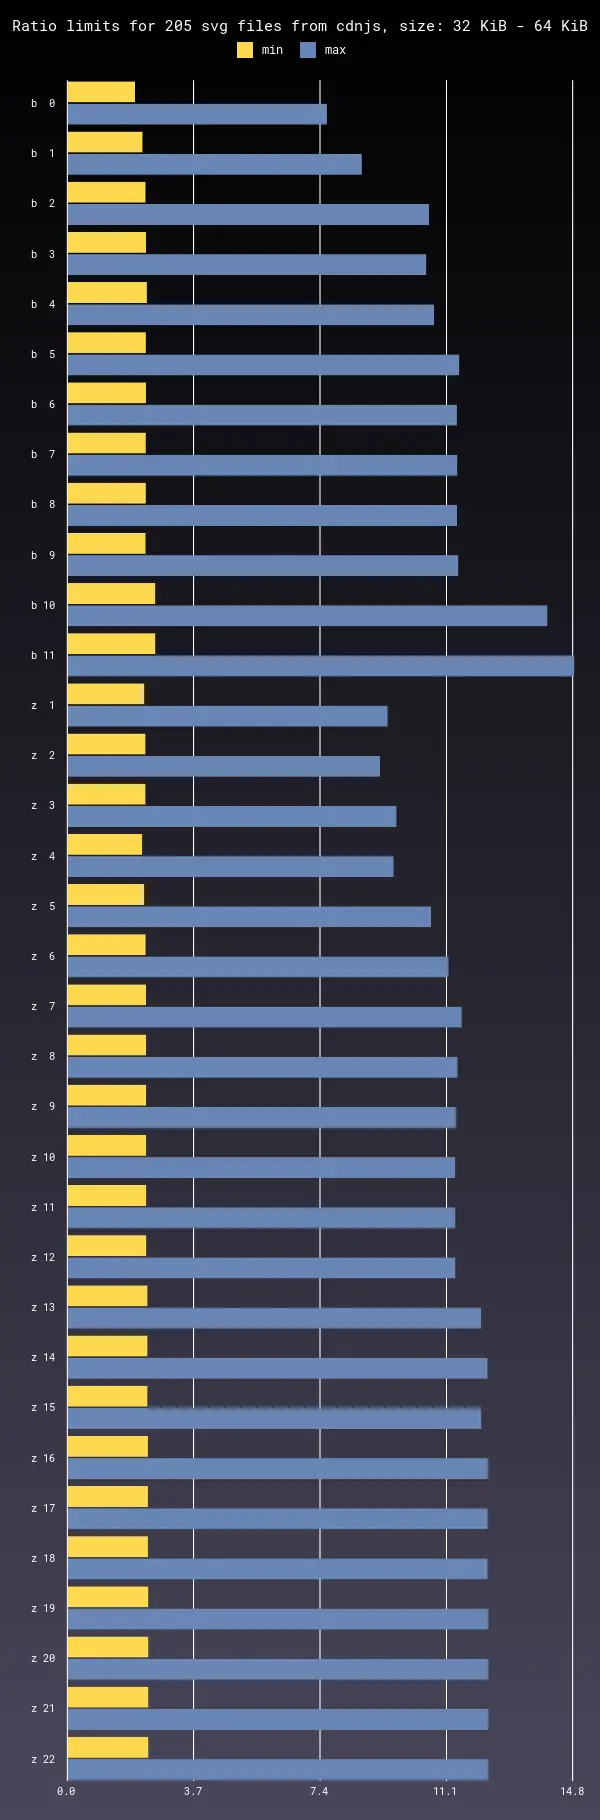 Ratio limits for 205 svg files from cdnjs, size: 32 KiB - 64 KiB
min max
b 0
b 1
b 2
b 3
b 4
b 5
b 6
b 7
b 8
b 9
b 10
b 11
z 1
z 2
z 3
z 4
z 5
z 6
z 7
z 8
z 9
z 10
z 11
z 12
z 13
z 14
z 15
z 16
z 17
z 18
z 19
z 20
z 21
z 22
0.0 3.7 7.4 11.1 14.8